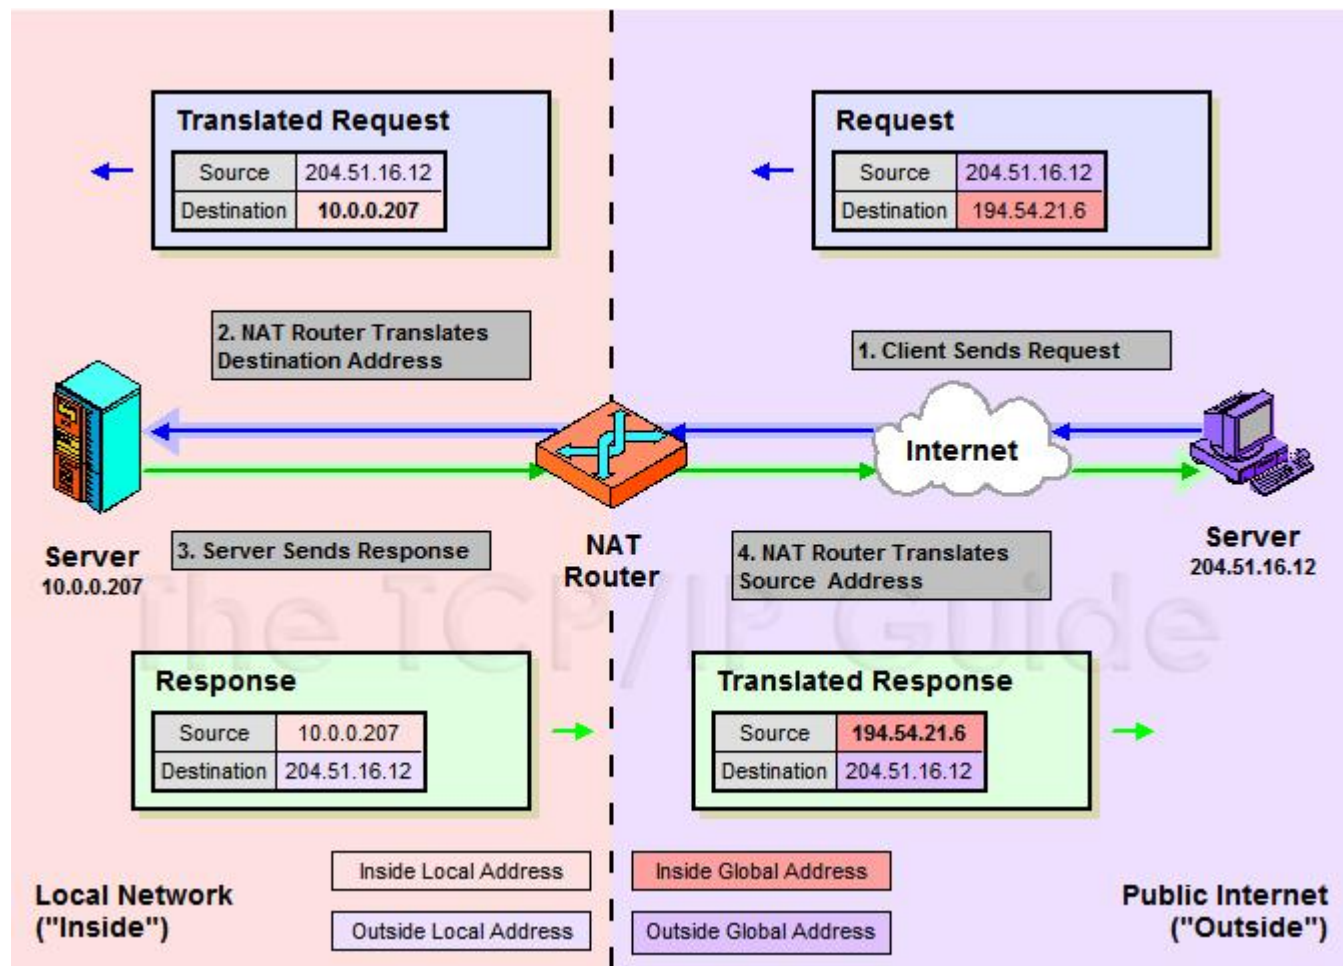 Translated Request
Source 204.51.16.12
Destination 10.0.0.207
Request
Source 204.51.16.12
Destination 194.54.21.6
2. NAT Router Translates
Destination Address
1. Client Sends Request
Internet
Server
10.0.0.207
3. Server Sends Response
NAT
Router
4. NAT Router Translates
Source Address
Server
204.51.16.12
The TCP/IP Guide
Response
Source 10.0.0.207
Destination 204.51.16.12
Translated Response
Source 194.54.21.6
Destination 204.51.16.12
Local Network
("Inside")
Inside Local Address
Outside Local Address
Inside Global Address
Outside Global Address
Public Internet
("Outside")